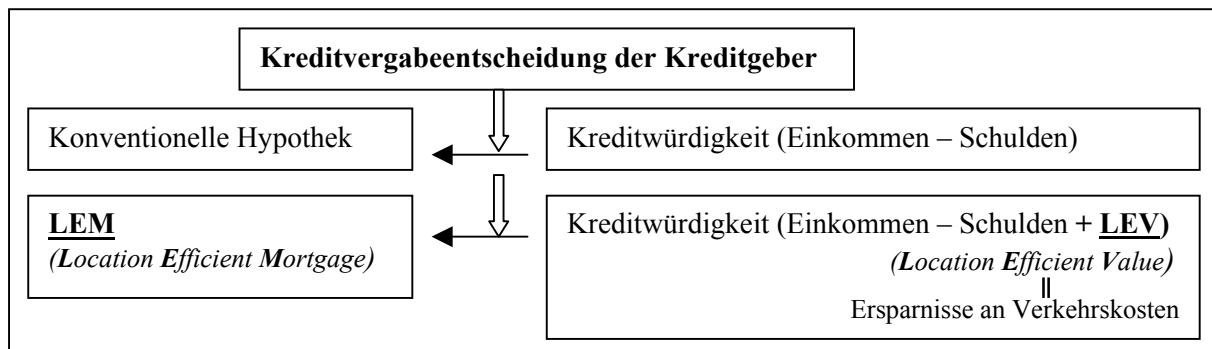 Kreditvergabeentscheidung der Kreditgeber
Konventionelle Hypothek
Kreditwürdigkeit (Einkommen – Schulden)
LEM
(Location Efficient Mortgage)
Kreditwürdigkeit (Einkommen – Schulden + LEV)
(Location Efficient Value)
=
Ersparnisse an Verkehrskosten